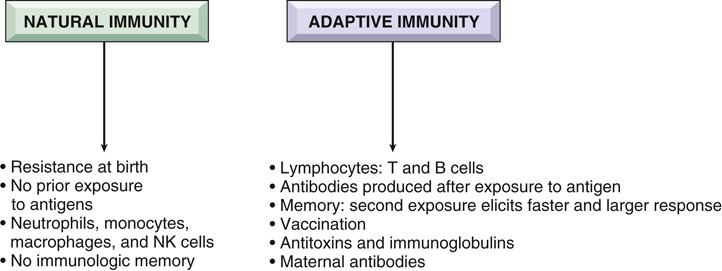 NATURAL IMMUNITY
• Resistance at birth
• No prior exposure
to antigens
• Neutrophils, monocytes,
macrophages, and NK cells
• No immunologic memory
ADAPTIVE IMMUNITY
• Lymphocytes: T and B cells
• Antibodies produced after exposure to antigen
• Memory: second exposure elicits faster and larger response
• Vaccination
• Antitoxins and immunoglobulins
• Maternal antibodies